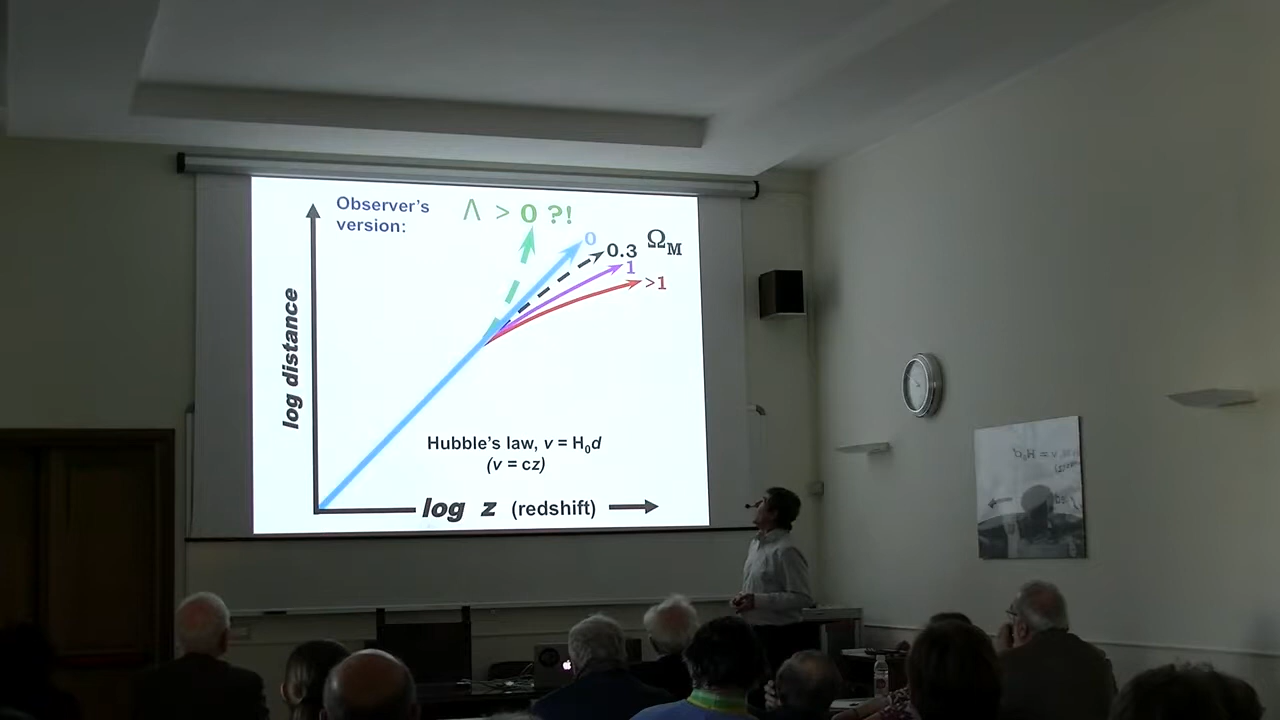 Observer's
version:
Λ > 0 ?!
0
0.3
Ω_M
1
>1
log distance
Hubble's law, v = H₀d
(v = cz)
log z (redshift)